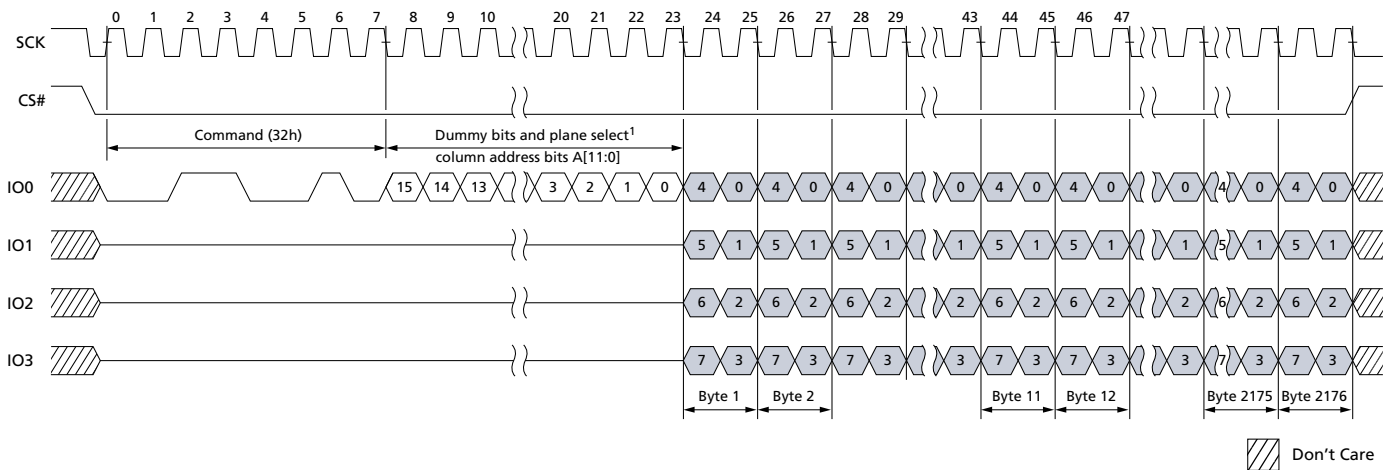 0 1 2 3 4 5 6 7 8 9 10 20 21 22 23 24 25 26 27 28 29 43 44 45 46 47
SCK
CS#
Command (32h) Dummy bits and plane select1
column address bits A[11:0]
IO0 15 14 13 3 2 1 0 4 0 4 0 4 0 0 4 0 4 0 0 4 0 4 0
IO1 5 1 5 1 5 1 1 5 1 5 1 1 5 1 5 1
IO2 6 2 6 2 6 2 2 6 2 6 2 2 6 2 6 2
IO3 7 3 7 3 7 3 3 7 3 7 3 3 7 3 7 3
Byte 1 Byte 2 Byte 11 Byte 12 Byte 2175 Byte 2176
Don't Care